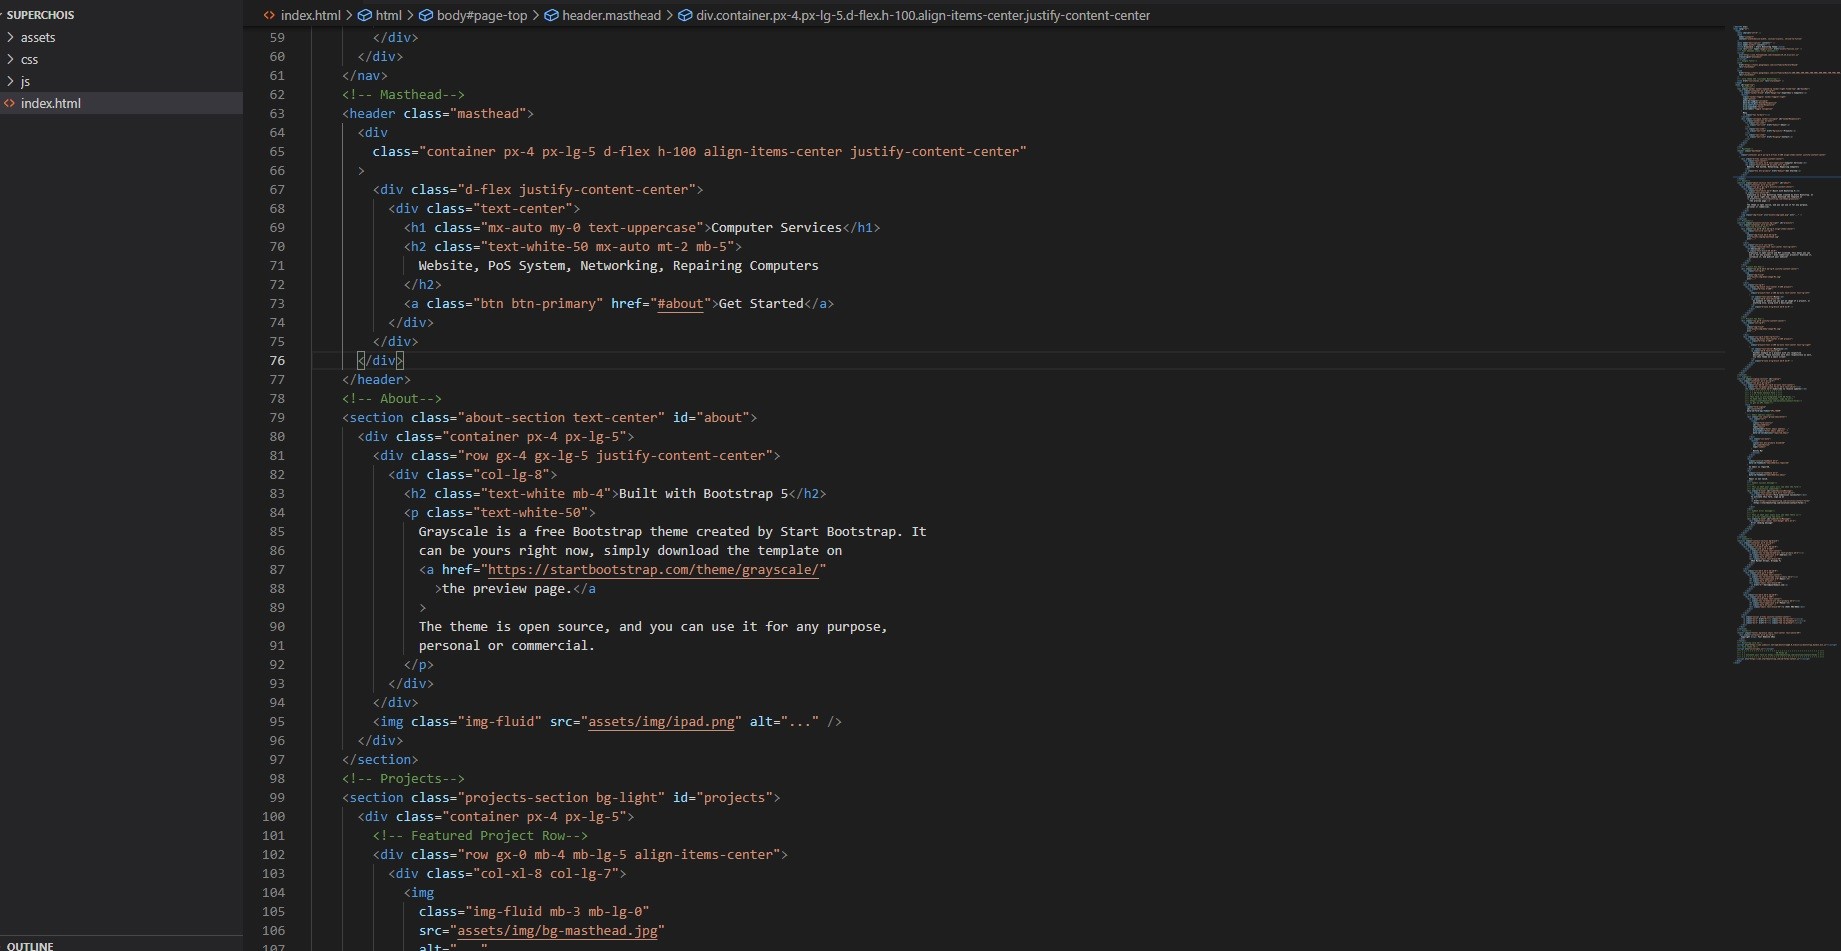 SUPERCHOIS
assets
css
js
index.html
OUTLINE
index.html > html > body#page-top > header.masthead > div.container.px-4.px-lg-5.d-flex.h-100.align-items-center.justify-content-center
59 </div>
60 </div>
61 </nav>
62 <!-- Masthead-->
63 <header class="masthead">
64 <div
65 class="container px-4 px-lg-5 d-flex h-100 align-items-center justify-content-center"
66 >
67 <div class="d-flex justify-content-center">
68 <div class="text-center">
69 <h1 class="mx-auto my-0 text-uppercase">Computer Services</h1>
70 <h2 class="text-white-50 mx-auto mt-2 mb-5">
71 Website, PoS System, Networking, Repairing Computers
72 </h2>
73 <a class="btn btn-primary" href="#about">Get Started</a>
74 </div>
75 </div>
76 </div>
77 </header>
78 <!-- About-->
79 <section class="about-section text-center" id="about">
80 <div class="container px-4 px-lg-5">
81 <div class="row gx-4 gx-lg-5 justify-content-center">
82 <div class="col-lg-8">
83 <h2 class="text-white mb-4">Built with Bootstrap 5</h2>
84 <p class="text-white-50">
85 Grayscale is a free Bootstrap theme created by Start Bootstrap. It
86 can be yours right now, simply download the template on
87 <a href="https://startbootstrap.com/theme/grayscale/"
88 >the preview page.</a
89 >
90 The theme is open source, and you can use it for any purpose,
91 personal or commercial.
92 </p>
93 </div>
94 </div>
95 <img class="img-fluid" src="assets/img/ipad.png" alt="..." />
96 </div>
97 </section>
98 <!-- Projects-->
99 <section class="projects-section bg-light" id="projects">
100 <div class="container px-4 px-lg-5">
101 <!-- Featured Project Row-->
102 <div class="row gx-0 mb-4 mb-lg-5 align-items-center">
103 <div class="col-xl-8 col-lg-7">
104 <img
105 class="img-fluid mb-3 mb-lg-0"
106 src="assets/img/bg-masthead.jpg"
107 alt="..."